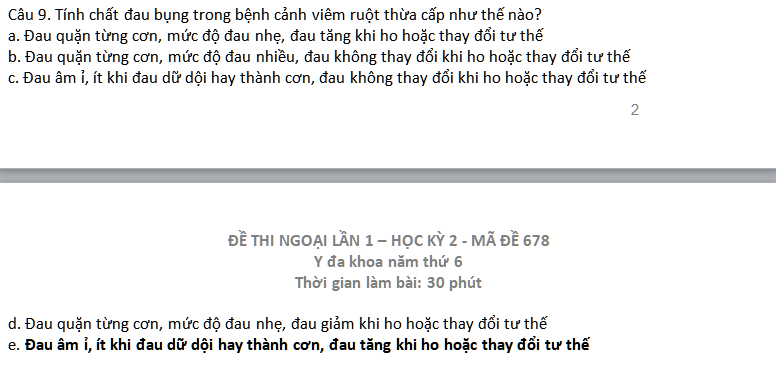 Câu 9. Tính chất đau bụng trong bệnh cảnh viêm ruột thừa cấp như thế nào?
a. Đau quặn từng cơn, mức độ đau nhẹ, đau tăng khi ho hoặc thay đổi tư thế
b. Đau quặn từng cơn, mức độ đau nhiều, đau không thay đổi khi ho hoặc thay đổi tư thế
c. Đau âm ỉ, ít khi đau dữ dội hay thành cơn, đau không thay đổi khi ho hoặc thay đổi tư thế
2
ĐỀ THI NGOẠI LẦN 1 – HỌC KỲ 2 - MÃ ĐỀ 678
Y đa khoa năm thứ 6
Thời gian làm bài: 30 phút
d. Đau quặn từng cơn, mức độ đau nhẹ, đau giảm khi ho hoặc thay đổi tư thế
e. Đau âm ỉ, ít khi đau dữ dội hay thành cơn, đau tăng khi ho hoặc thay đổi tư thế